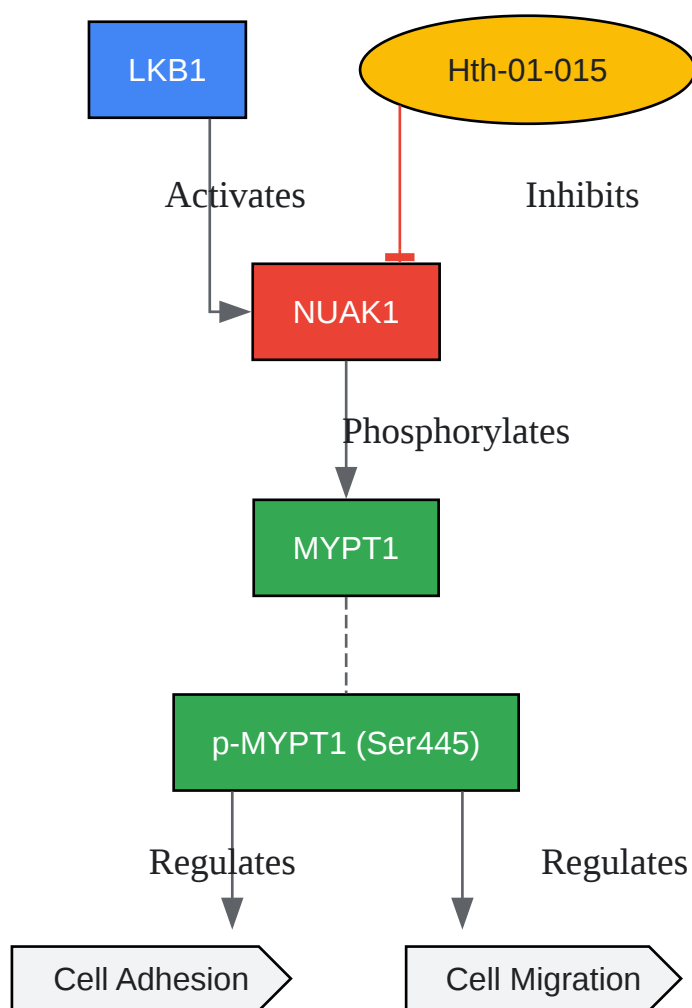 LKB1
Hth-01-015
Activates
Inhibits
NUAK1
Phosphorylates
MYPT1
p-MYPT1 (Ser445)
Regulates
Regulates
Cell Adhesion
Cell Migration